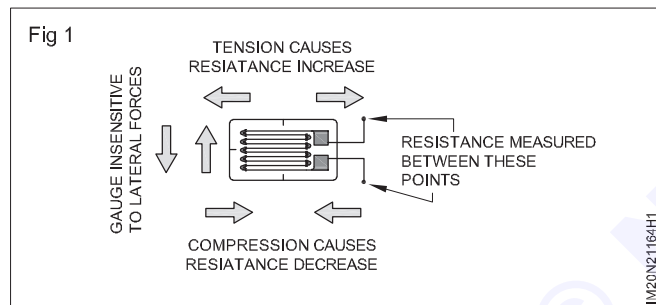 Fig 1
TENSION CAUSES
RESIATANCE INCREASE
GAUGE INSENSITIVE
TO LATERAL FORCES
RESISTANCE MEASURED
BETWEEN THESE
POINTS
COMPRESSION CAUSES
RESIATANCE DECREASE
IM20N21164H1